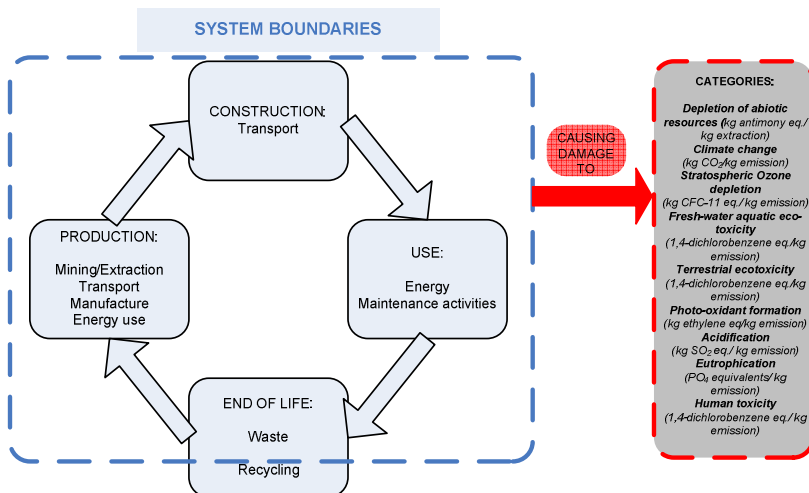 SYSTEM BOUNDARIES
CONSTRUCTION:
Transport
PRODUCTION:
Mining/Extraction
Transport
Manufacture
Energy use
USE:
Energy
Maintenance activities
END OF LIFE:
Waste
Recycling
CAUSING
DAMAGE
TO
CATEGORIES:
Depletion of abiotic
resources (kg antimony eq./
kg extraction)
Climate change
(kg CO2/kg emission)
Stratospheric Ozone
depletion
(kg CFC-11 eq./ kg emission)
Fresh-water aquatic eco-
toxicity
(1,4-dichlorobenzene eq./kg
emission)
Terrestrial ecotoxicity
(1,4-dichlorobenzene eq./kg
emission)
Photo-oxidant formation
(kg ethylene eq/kg emission)
Acidification
(kg SO2 eq./ kg emission)
Eutrophication
(PO4 equivalents/ kg
emission)
Human toxicity
(1,4-dichlorobenzene eq./ kg
emission)